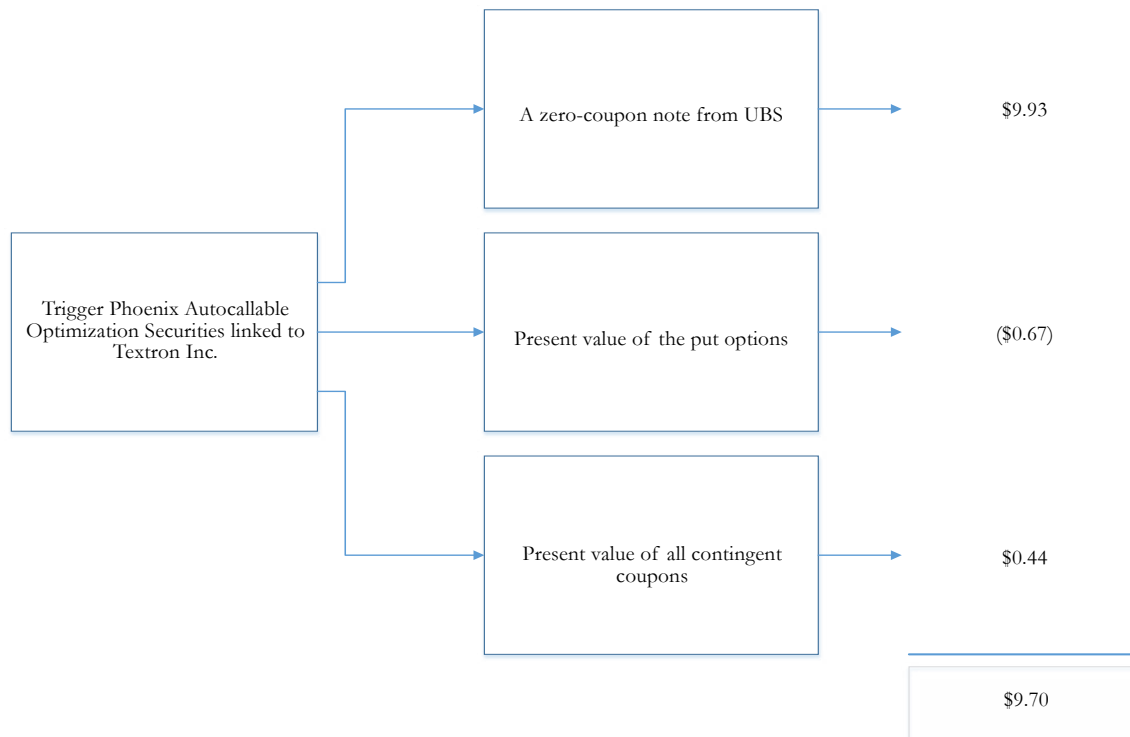 A zero-coupon note from UBS
$9.93
Trigger Phoenix Autocallable
Optimization Securities linked to
Textron Inc.
Present value of the put options
($0.67)
Present value of all contingent
coupons
$0.44
$9.70